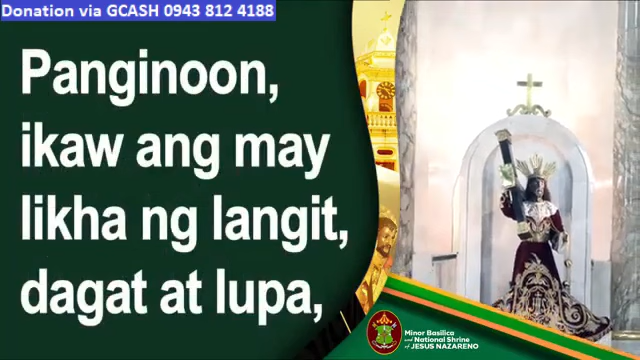 Donation via GCASH 0943 812 4188
Panginoon,
ikaw ang may
likha ng langit,
dagat at lupa,
Minor Basilica
and National Shrine
of JESUS NAZARENO